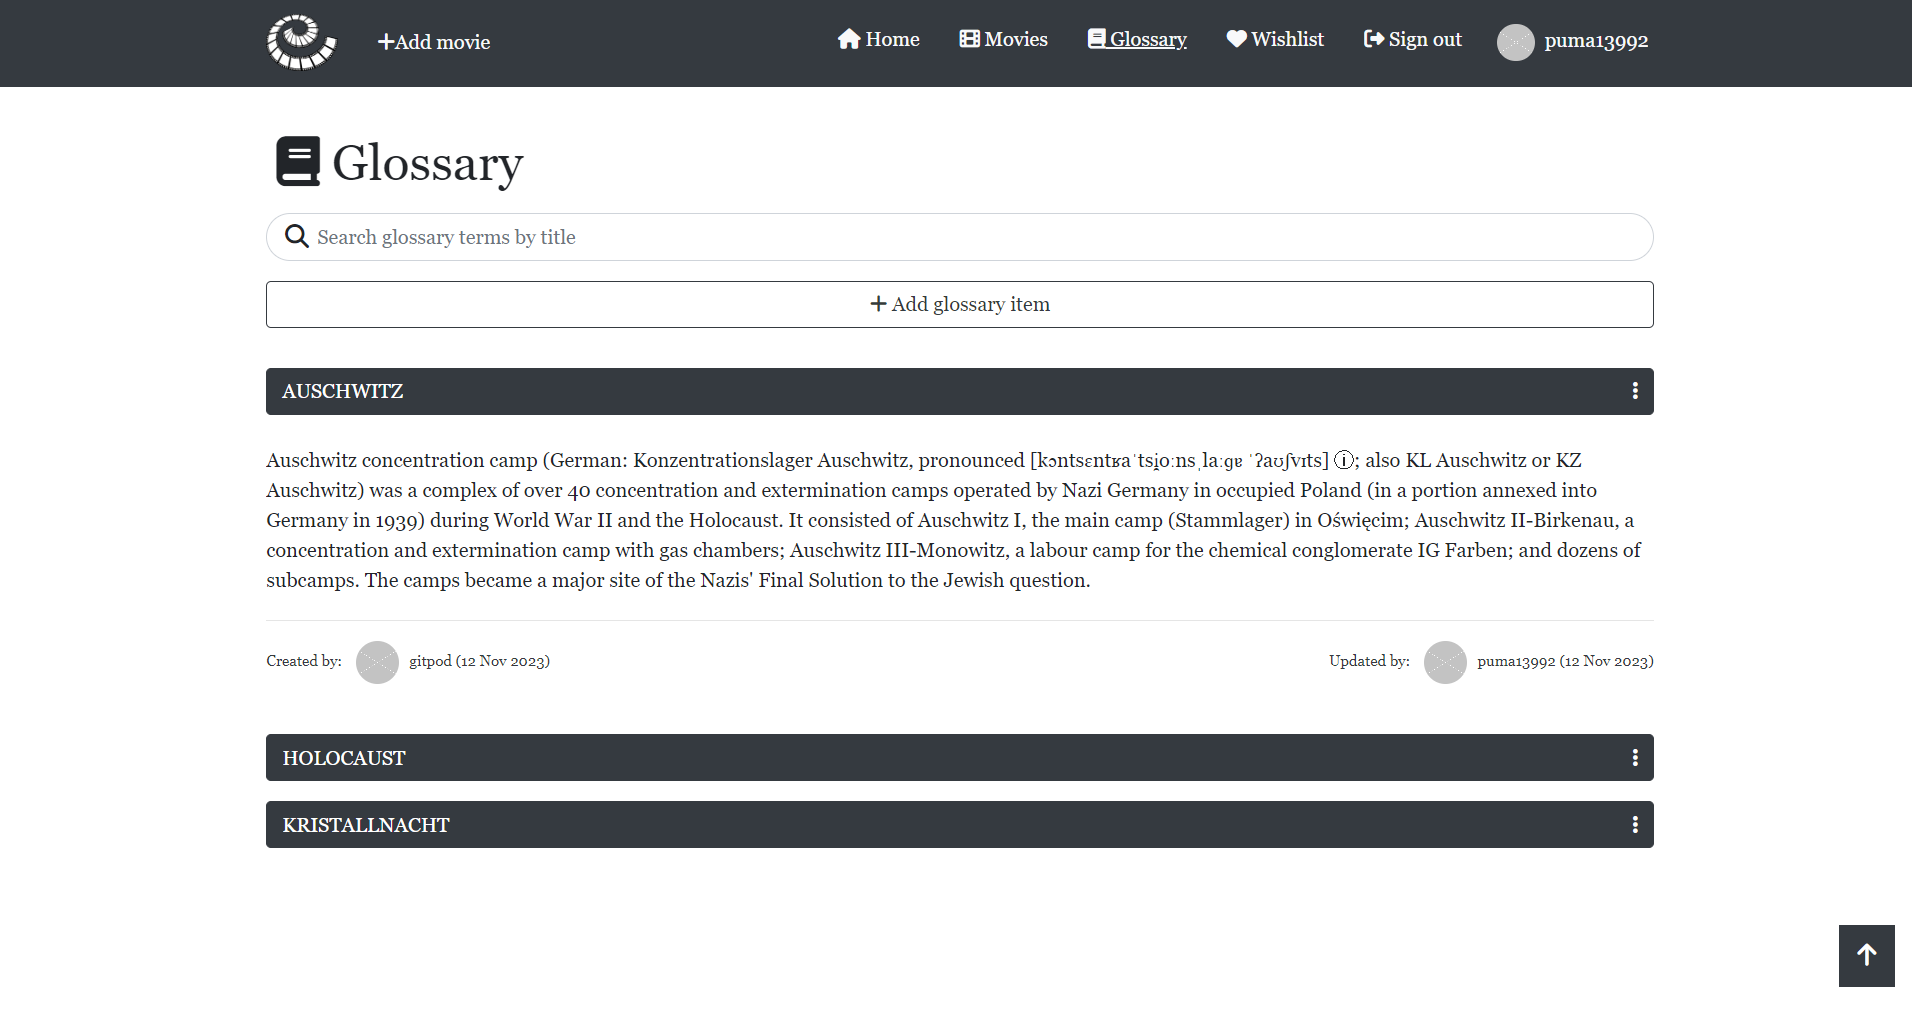 Add movie
Home
Movies
Glossary
Wishlist
Sign out
puma13992
Glossary
Search glossary terms by title
Add glossary item
AUSCHWITZ
Auschwitz concentration camp (German: Konzentrationslager Auschwitz, pronounced [kɔntsɛntʁaˈtsi̯oːnsˌlaːɡɐ ˈʔaʊʃvɪts] ⓘ; also KL Auschwitz or KZ
Auschwitz) was a complex of over 40 concentration and extermination camps operated by Nazi Germany in occupied Poland (in a portion annexed into
Germany in 1939) during World War II and the Holocaust. It consisted of Auschwitz I, the main camp (Stammlager) in Oświęcim; Auschwitz II-Birkenau, a
concentration and extermination camp with gas chambers; Auschwitz III-Monowitz, a labour camp for the chemical conglomerate IG Farben; and dozens of
subcamps. The camps became a major site of the Nazis' Final Solution to the Jewish question.
Created by: gitpod (12 Nov 2023)
Updated by: puma13992 (12 Nov 2023)
HOLOCAUST
KRISTALLNACHT